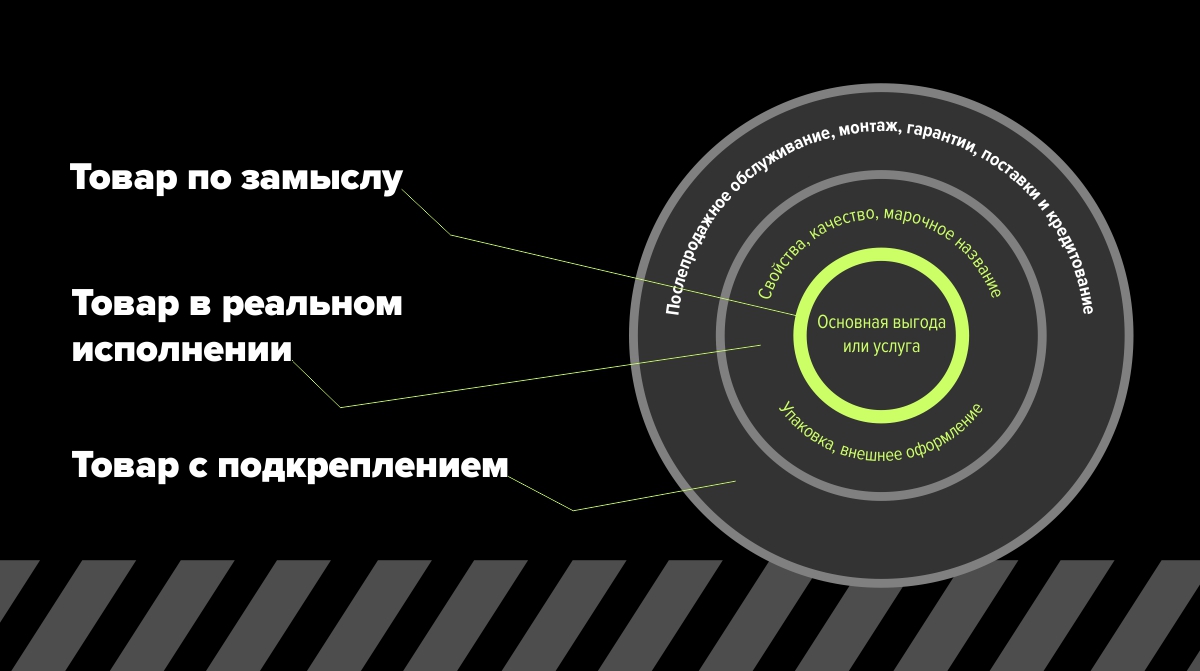 Товар по замыслу
Товар в реальном
исполнении
Товар с подкреплением
Послепродажное обслуживание, монтаж, гарантии, поставки и кредитование
Свойства, качество, марочное название
Основная выгода
или услуга
Упаковка, внешнее оформление